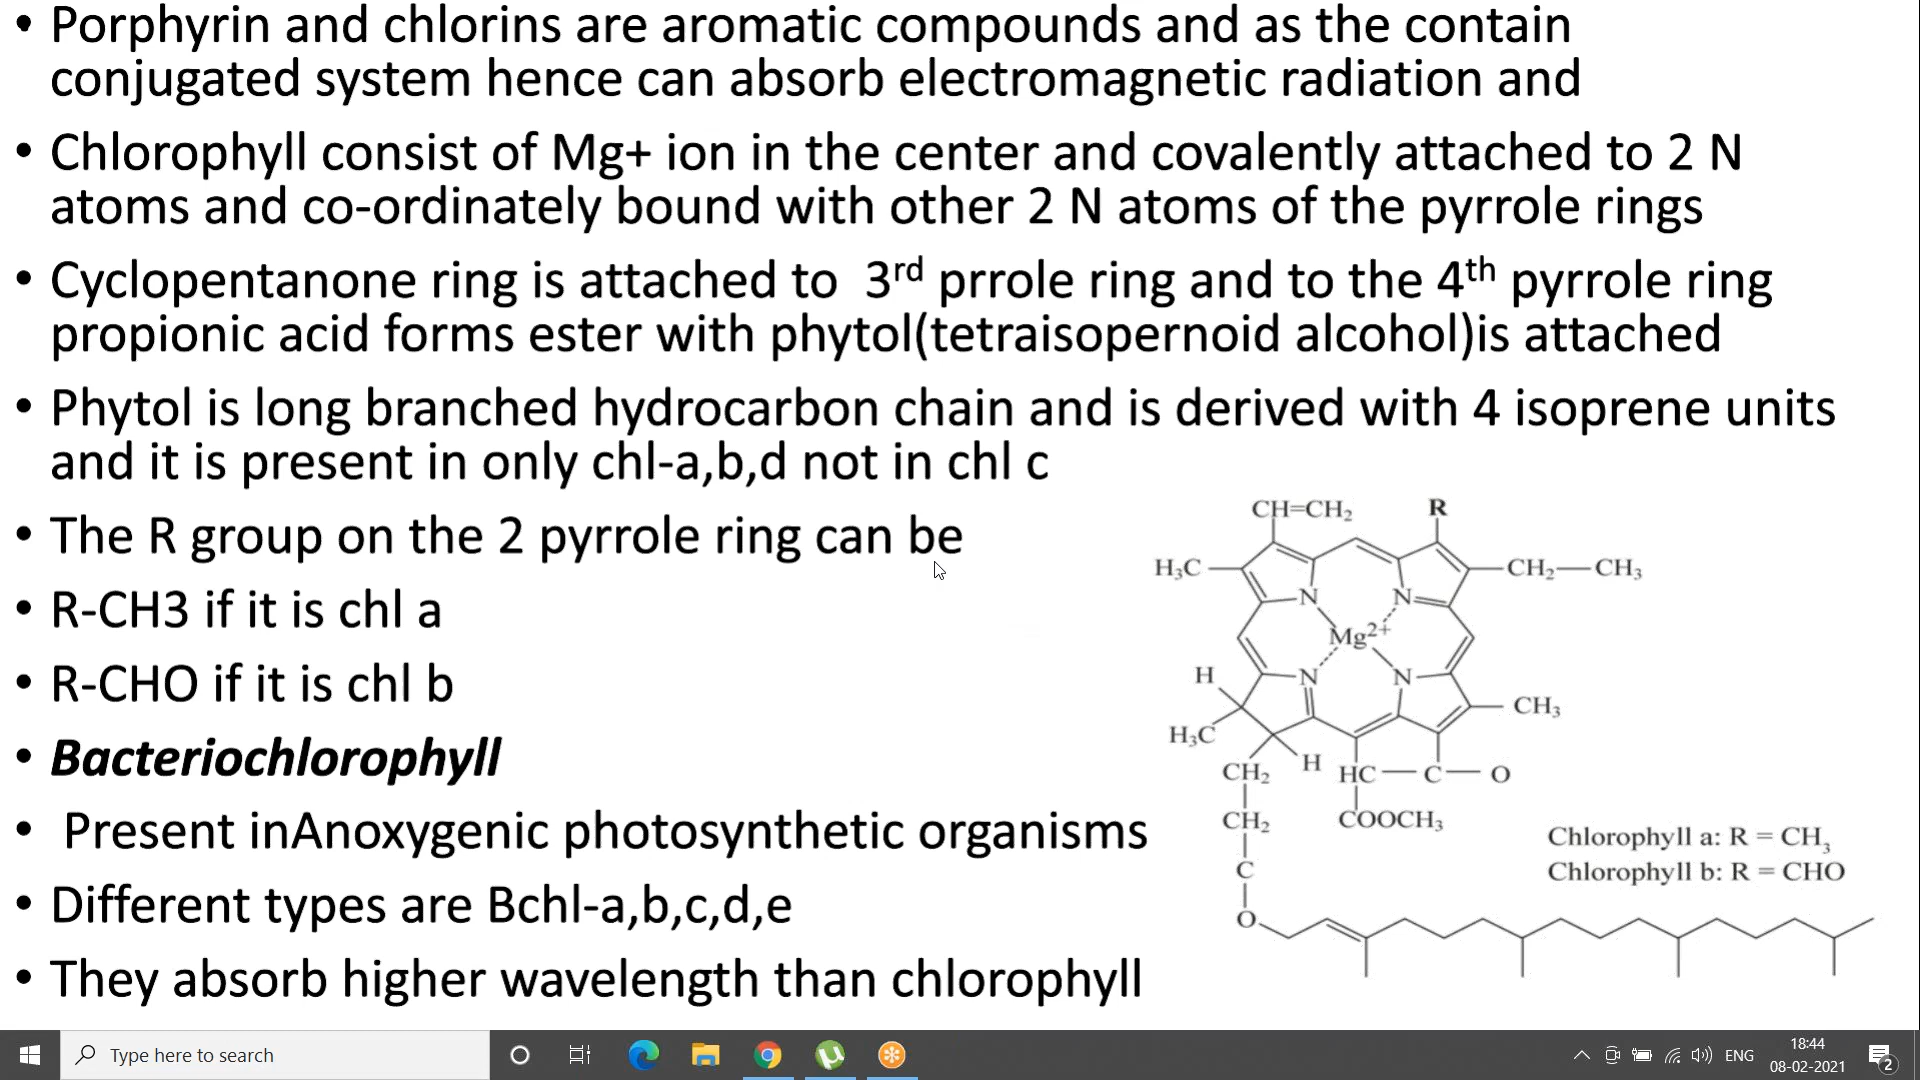 • Porphyrin and chlorins are aromatic compounds and as the contain
conjugated system hence can absorb electromagnetic radiation and
• Chlorophyll consist of Mg+ ion in the center and covalently attached to 2 N
atoms and co-ordinately bound with other 2 N atoms of the pyrrole rings
• Cyclopentanone ring is attached to 3rd prrole ring and to the 4th pyrrole ring
propionic acid forms ester with phytol(tetraisopernoid alcohol)is attached
• Phytol is long branched hydrocarbon chain and is derived with 4 isoprene units
and it is present in only chl-a,b,d not in chl c
• The R group on the 2 pyrrole ring can be
• R-CH3 if it is chl a
• R-CHO if it is chl b
• Bacteriochlorophyll
• Present inAnoxygenic photosynthetic organisms
• Different types are Bchl-a,b,c,d,e
• They absorb higher wavelength than chlorophyll
CH=CH2 R
H3C CH2—CH3
N N
Mg2+
H N N
CH3
H3C
CH2 H HC — C — O
CH2 COOCH3
C
O
Chlorophyll a: R = CH3
Chlorophyll b: R = CHO
Type here to search
ENG
18:44
08-02-2021
2